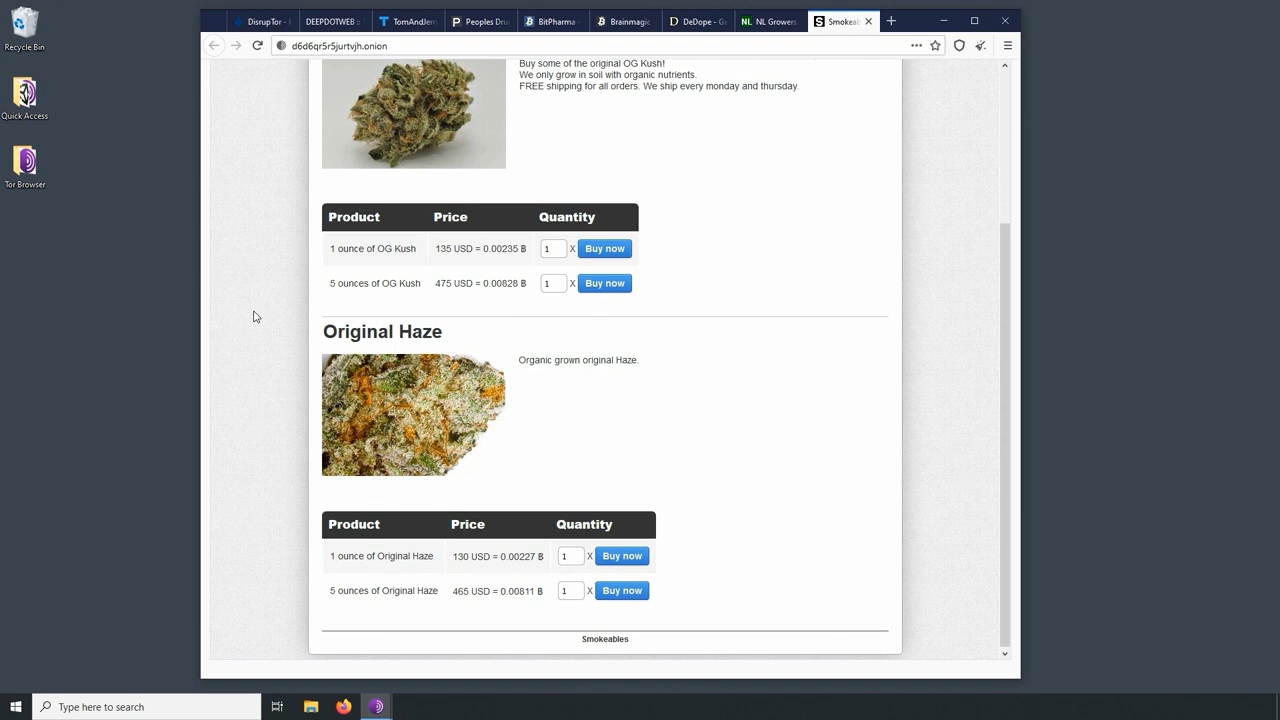 Recycle Bin
Quick Access
Tor Browser
DisrupTor -
DEEPDOTWEB ::
TomAndJerr
Peoples Dru
BitPharma -
Brainmagic
DeDope - Ge
NL NL Growers
S Smokeab
d6d6qr5r5jurtvjh.onion
Buy some of the original OG Kush!
We only grow in soil with organic nutrients.
FREE shipping for all orders. We ship every monday and thursday.
Product Price Quantity
1 ounce of OG Kush 135 USD = 0.00235 ฿ 1 X Buy now
5 ounces of OG Kush 475 USD = 0.00828 ฿ 1 X Buy now
Original Haze
Organic grown original Haze.
Product Price Quantity
1 ounce of Original Haze 130 USD = 0.00227 ฿ 1 X Buy now
5 ounces of Original Haze 465 USD = 0.00811 ฿ 1 X Buy now
Smokeables
Type here to search